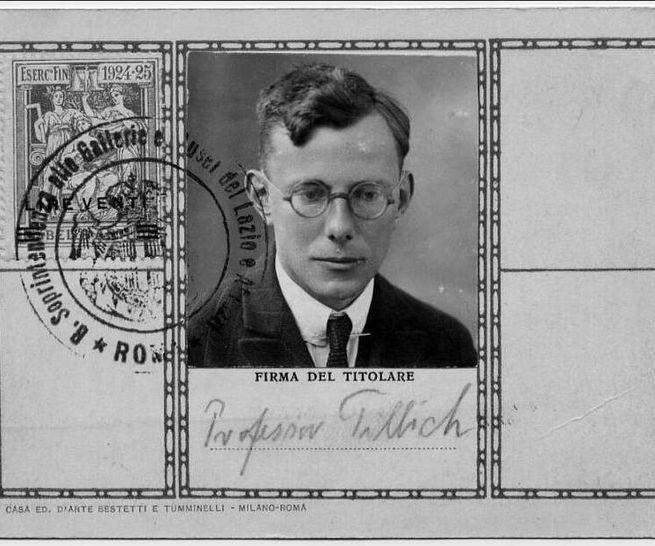 ESERC·FIN 1924-25
LIRE VENTI
R. Soprintendenza alle Gallerie e Musei del Lazio e
★ ROMA
FIRMA DEL TITOLARE
Professor Tillich
CASA ED. D'ARTE BESTETTI E TUMMINELLI - MILANO-ROMA